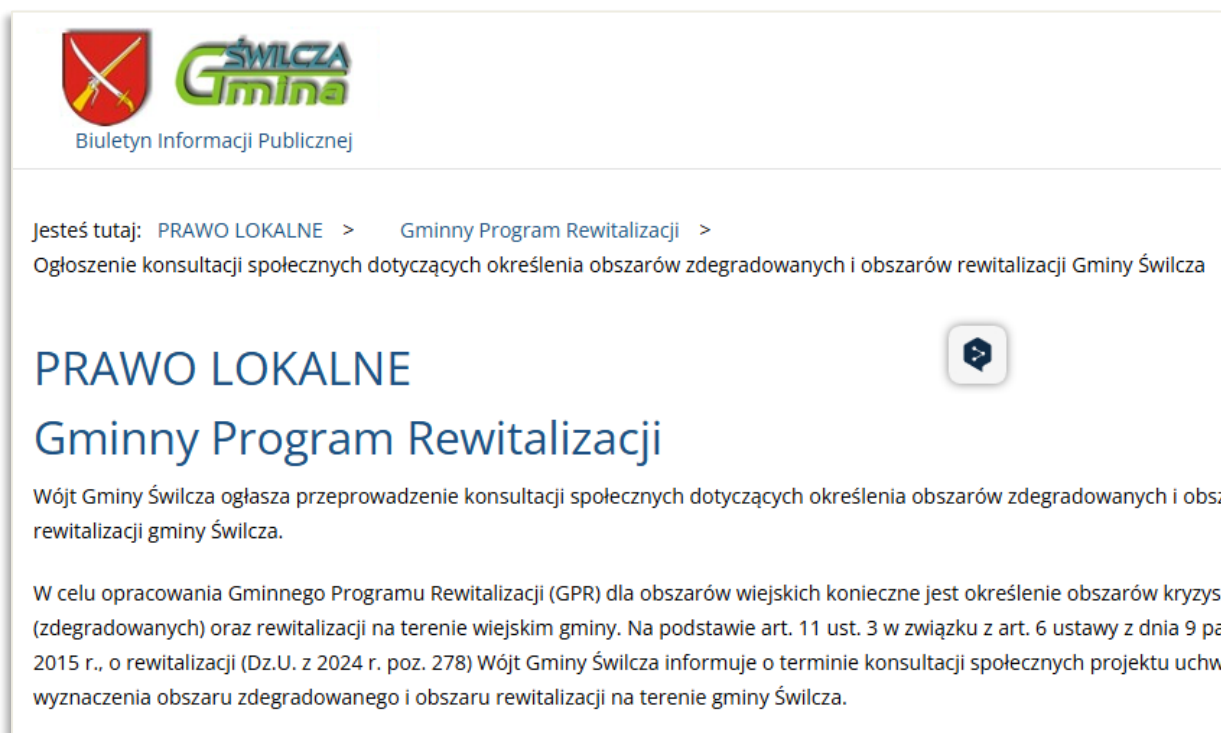 ŚWILCZA
Gmina
Biuletyn Informacji Publicznej
Jesteś tutaj: PRAWO LOKALNE > Gminny Program Rewitalizacji >
Ogłoszenie konsultacji społecznych dotyczących określenia obszarów zdegradowanych i obszarów rewitalizacji Gminy Świlcza
PRAWO LOKALNE
Gminny Program Rewitalizacji
Wójt Gminy Świlcza ogłasza przeprowadzenie konsultacji społecznych dotyczących określenia obszarów zdegradowanych i
rewitalizacji gminy Świlcza.
W celu opracowania Gminnego Programu Rewitalizacji (GPR) dla obszarów wiejskich konieczne jest określenie obszarów
(zdegradowanych) oraz rewitalizacji na terenie wiejskim gminy. Na podstawie art. 11 ust. 3 w związku z art. 6 ustawy z dnia 9
2015 r., o rewitalizacji (Dz.U. z 2024 r. poz. 278) Wójt Gminy Świlcza informuje o terminie konsultacji społecznych projektu
wyznaczenia obszaru zdegradowanego i obszaru rewitalizacji na terenie gminy Świlcza.